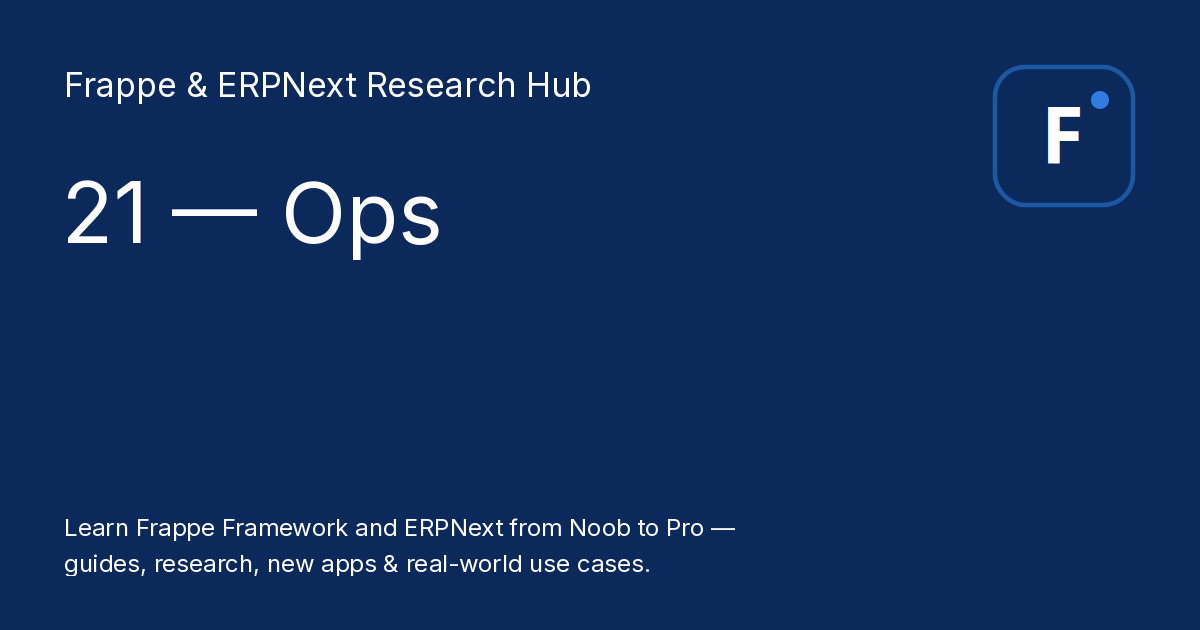 Frappe & ERPNext Research Hub
F
21 — Ops
Learn Frappe Framework and ERPNext from Noob to Pro —
guides, research, new apps & real-world use cases.